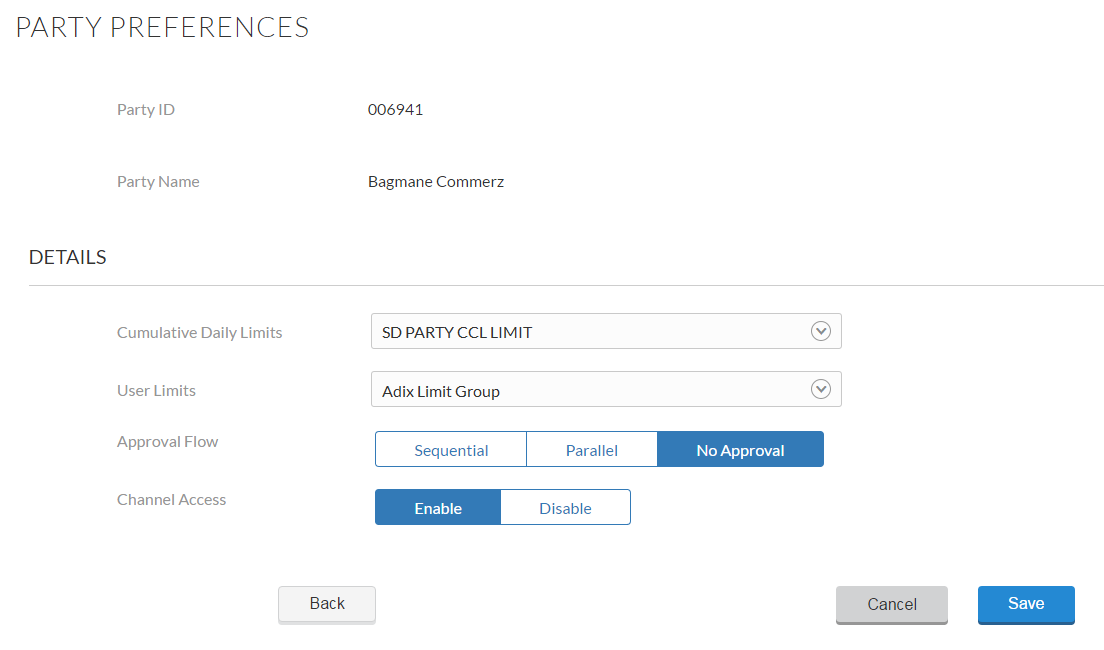 PARTY PREFERENCES
Party ID 006941
Party Name Bagmane Commerz
DETAILS
Cumulative Daily Limits SD PARTY CCL LIMIT
User Limits Adix Limit Group
Approval Flow Sequential Parallel No Approval
Channel Access Enable Disable
Back Cancel Save